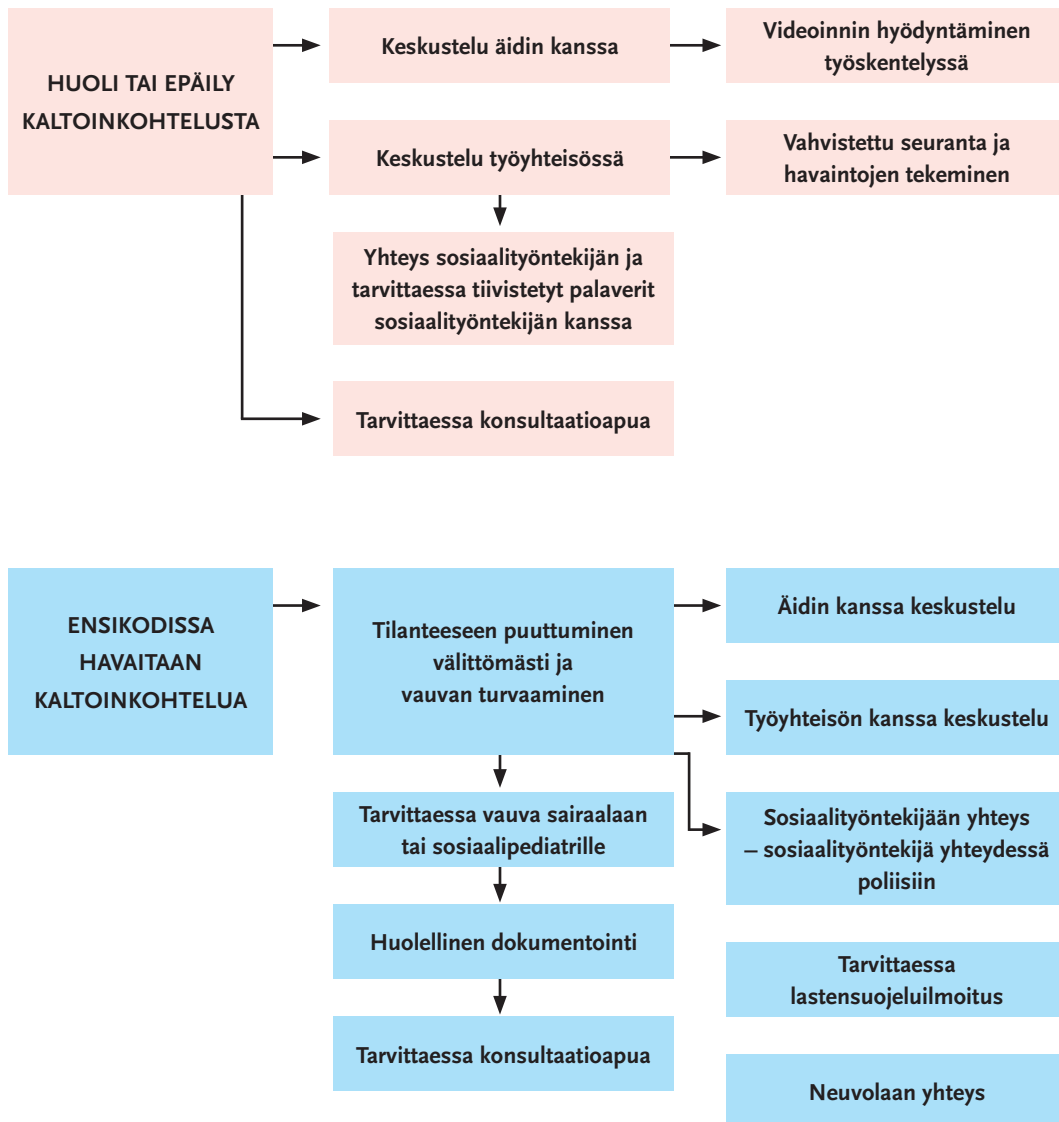 HUOLI TAI EPÄILY
KALTOINKOHTELUSTA
Keskustelu äidin kanssa
Videoinnin hyödyntäminen
työskentelyssä
Keskustelu työyhteisössä
Vahvistettu seuranta ja
havaintojen tekeminen
Yhteys sosiaalityöntekijän ja
tarvittaessa tiivistetyt palaverit
sosiaalityöntekijän kanssa
Tarvittaessa konsultaatioapua
ENSIKODISSA
HAVAITAAN
KALTOINKOHTELUA
Tilanteeseen puuttuminen
välittömästi ja
vauvan turvaaminen
Äidin kanssa keskustelu
Työyhteisön kanssa keskustelu
Sosiaalityöntekijään yhteys
– sosiaalityöntekijä yhteydessä
poliisiin
Tarvittaessa vauva sairaalaan
tai sosiaalipediatrille
Huolellinen dokumentointi
Tarvittaessa
lastensuojeluilmoitus
Tarvittaessa konsultaatioapua
Neuvolaan yhteys